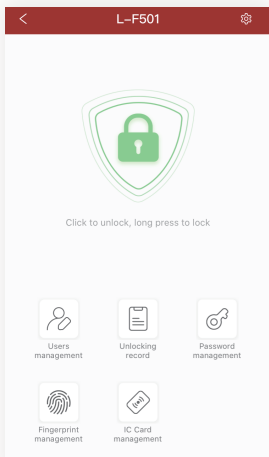 L-F501
Click to unlock, long press to lock
Users
management
Unlocking
record
Password
management
Fingerprint
management
IC Card
management